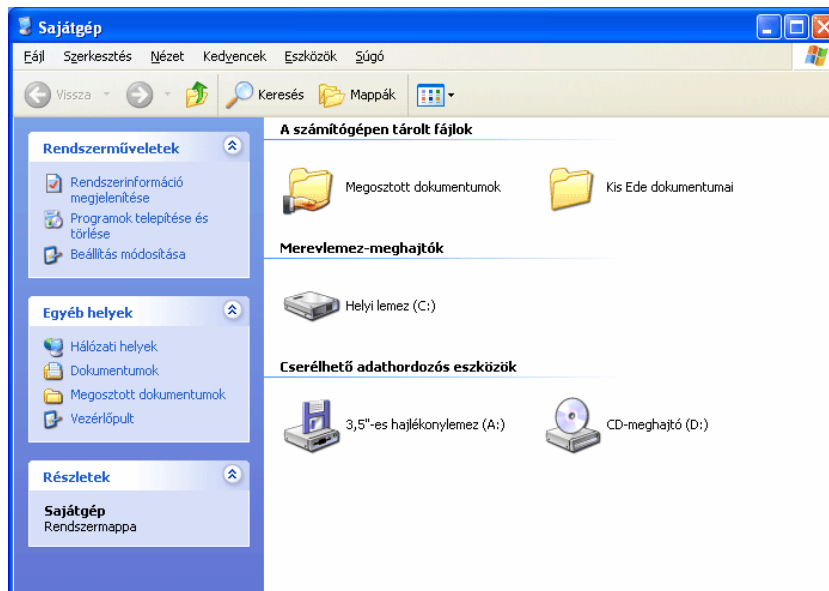 Sajátgép
Fájl Szerkesztés Nézet Kedvencek Eszközök Súgó
Vissza Keresés Mappák
Rendszerműveletek
Rendszerinformáció
megjelenítése
Programok telepítése és
törlése
Beállítás módosítása
Egyéb helyek
Hálózati helyek
Dokumentumok
Megosztott dokumentumok
Vezérlőpult
Részletek
Sajátgép
Rendszermappa
A számítógépen tárolt fájlok
Megosztott dokumentumok
Kis Ede dokumentumai
Merevlemez-meghajtók
Helyi lemez (C:)
Cserélhető adathordozós eszközök
3,5"-es hajlékonylemez (A:)
CD-meghajtó (D:)